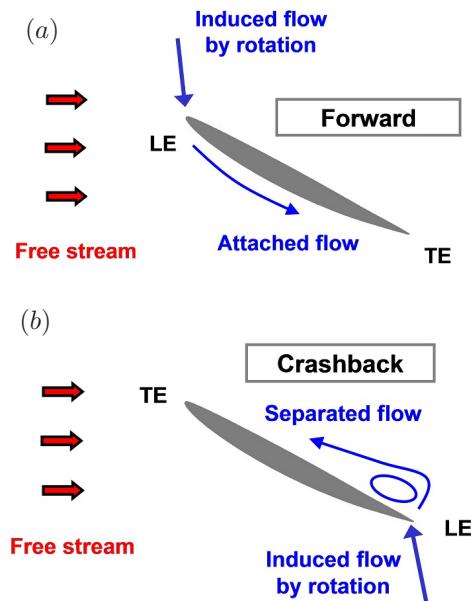 (a)
Induced flow
by rotation
Forward
LE
Attached flow
Free stream
TE
(b)
Crashback
TE
Separated flow
LE
Free stream
Induced flow
by rotation